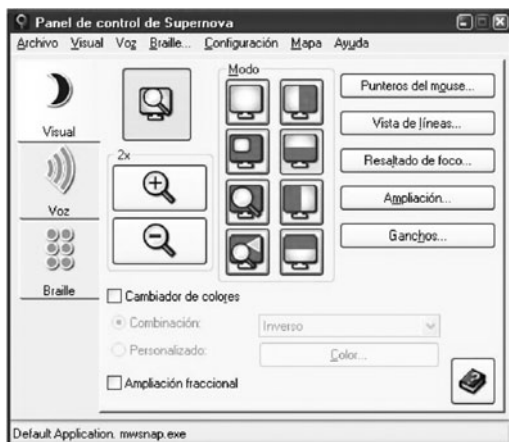 Panel de control de Supernova
Archivo Visual Voz Braille... Configuración Mapa Ayuda
Visual
Voz
Braille
2x
Modo
Punteros del mouse...
Vista de líneas...
Resaltado de foco...
Ampliación...
Ganchos...
Cambiador de colores
Combinación: Inverso
Personalizado: Color...
Ampliación fraccional
Default Application. mwsnap.exe